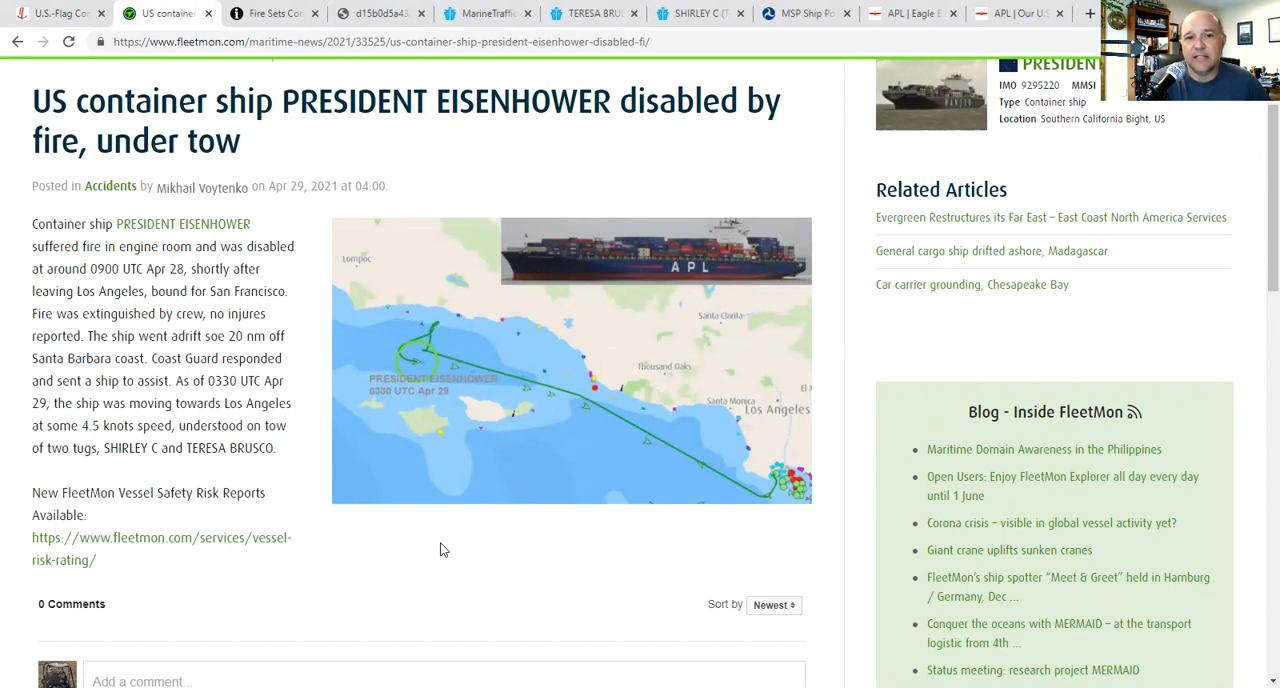 U.S.-Flag Cor
US container
Fire Sets Con
d15b0d5a43
MarineTraffic
TERESA BRUS
SHIRLEY C (T
MSP Ship Po
APL | Eagle E
APL | Our U.S
https://www.fleetmon.com/maritime-news/2021/33525/us-container-ship-president-eisenhower-disabled-fi/
US container ship PRESIDENT EISENHOWER disabled by
fire, under tow
Posted in Accidents by Mikhail Voytenko on Apr 29, 2021 at 04:00.
Container ship PRESIDENT EISENHOWER
suffered fire in engine room and was disabled
at around 0900 UTC Apr 28, shortly after
leaving Los Angeles, bound for San Francisco.
Fire was extinguished by crew, no injures
reported. The ship went adrift soe 20 nm off
Santa Barbara coast. Coast Guard responded
and sent a ship to assist. As of 0330 UTC Apr
29, the ship was moving towards Los Angeles
at some 4.5 knots speed, understood on tow
of two tugs, SHIRLEY C and TERESA BRUSCO.
New FleetMon Vessel Safety Risk Reports
Available:
https://www.fleetmon.com/services/vessel-
risk-rating/
Lompoc
APL
Santa Clarita
Thousand Oaks
Santa Monica
Los Angeles
El M
PRESIDENT EISENHOWER
0330 UTC Apr 29
0 Comments
Sort by Newest
Add a comment...
PRESIDEN
IMO 9295220 MMSI
Type Container ship
Location Southern California Bight, US
Related Articles
Evergreen Restructures its Far East – East Coast North America Services
General cargo ship drifted ashore, Madagascar
Car carrier grounding, Chesapeake Bay
Blog - Inside FleetMon
Maritime Domain Awareness in the Philippines
Open Users: Enjoy FleetMon Explorer all day every day
until 1 June
Corona crisis – visible in global vessel activity yet?
Giant crane uplifts sunken cranes
FleetMon's ship spotter "Meet & Greet" held in Hamburg
/ Germany, Dec ...
Conquer the oceans with MERMAID – at the transport
logistic from 4th ...
Status meeting: research project MERMAID